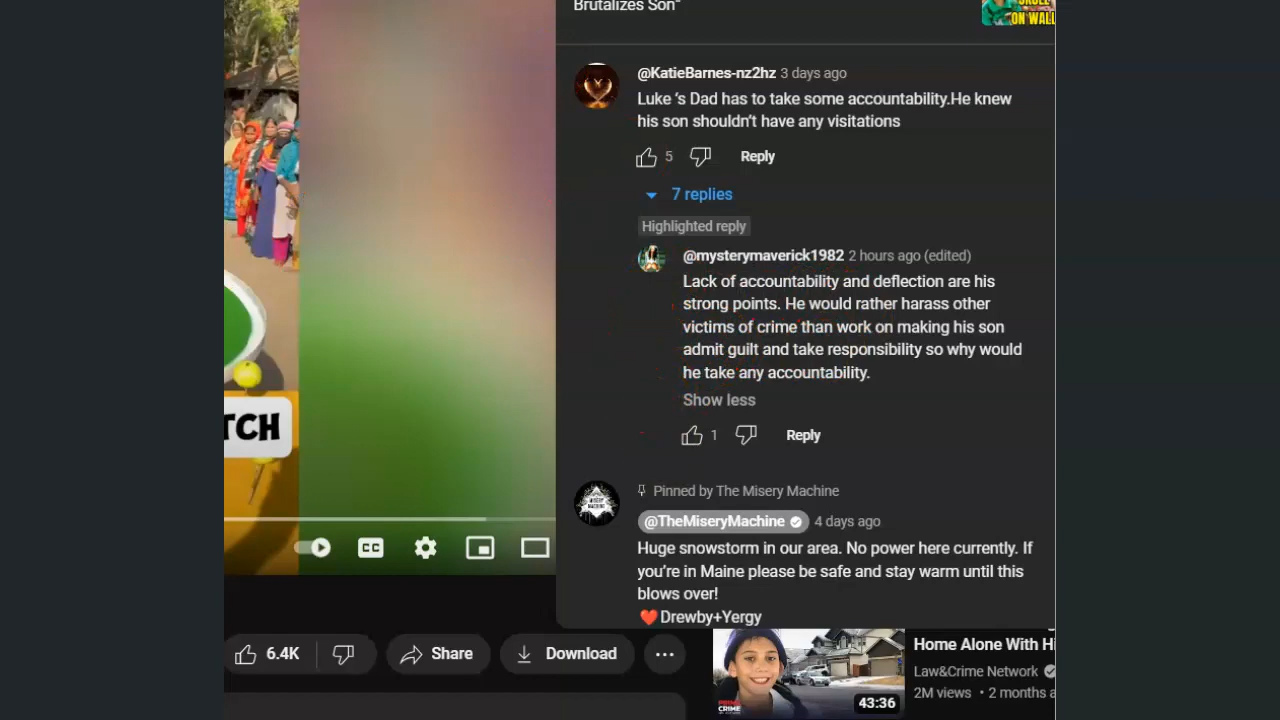 Brutalizes Son"
ON WALL
@KatieBarnes-nz2hz 3 days ago
Luke 's Dad has to take some accountability.He knew
his son shouldn't have any visitations
5 Reply
7 replies
Highlighted reply
@mysterymaverick1982 2 hours ago (edited)
Lack of accountability and deflection are his
strong points. He would rather harass other
victims of crime than work on making his son
admit guilt and take responsibility so why would
he take any accountability.
Show less
1 Reply
TCH
Pinned by The Misery Machine
@TheMiseryMachine 4 days ago
Huge snowstorm in our area. No power here currently. If
you're in Maine please be safe and stay warm until this
blows over!
❤️Drewby+Yergy
CC
6.4K Share Download
Home Alone With Hi
Law&Crime Network
2M views • 2 months a
PRIME
CRIME
43:36